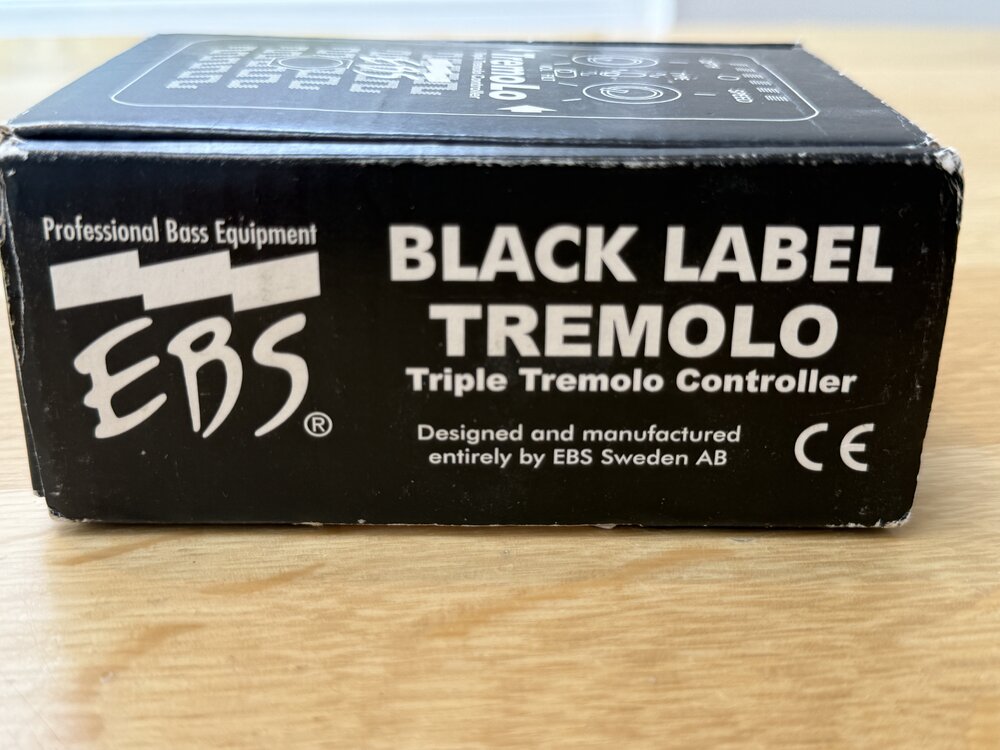 Tremolo
SPEED
Professional Bass Equipment
EBS®
BLACK LABEL
TREMOLO
Triple Tremolo Controller
Designed and manufactured
entirely by EBS Sweden AB
CE